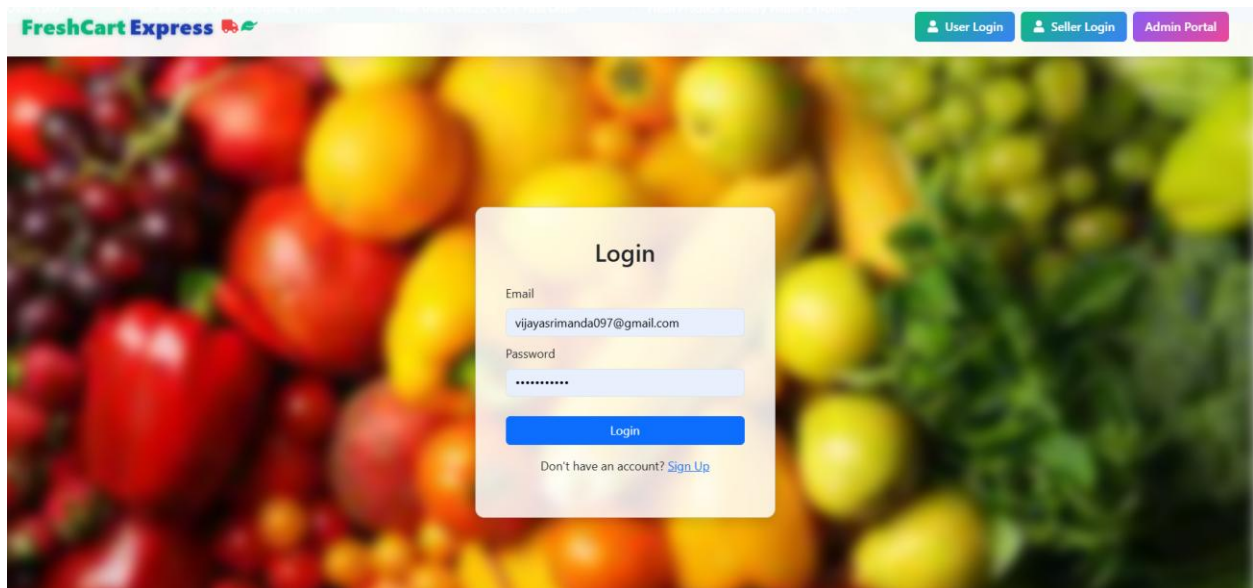 FreshCart Express
User Login
Seller Login
Admin Portal
Login
Email
vijayasrimanda097@gmail.com
Password
•••••••••••
Login
Don't have an account? Sign Up